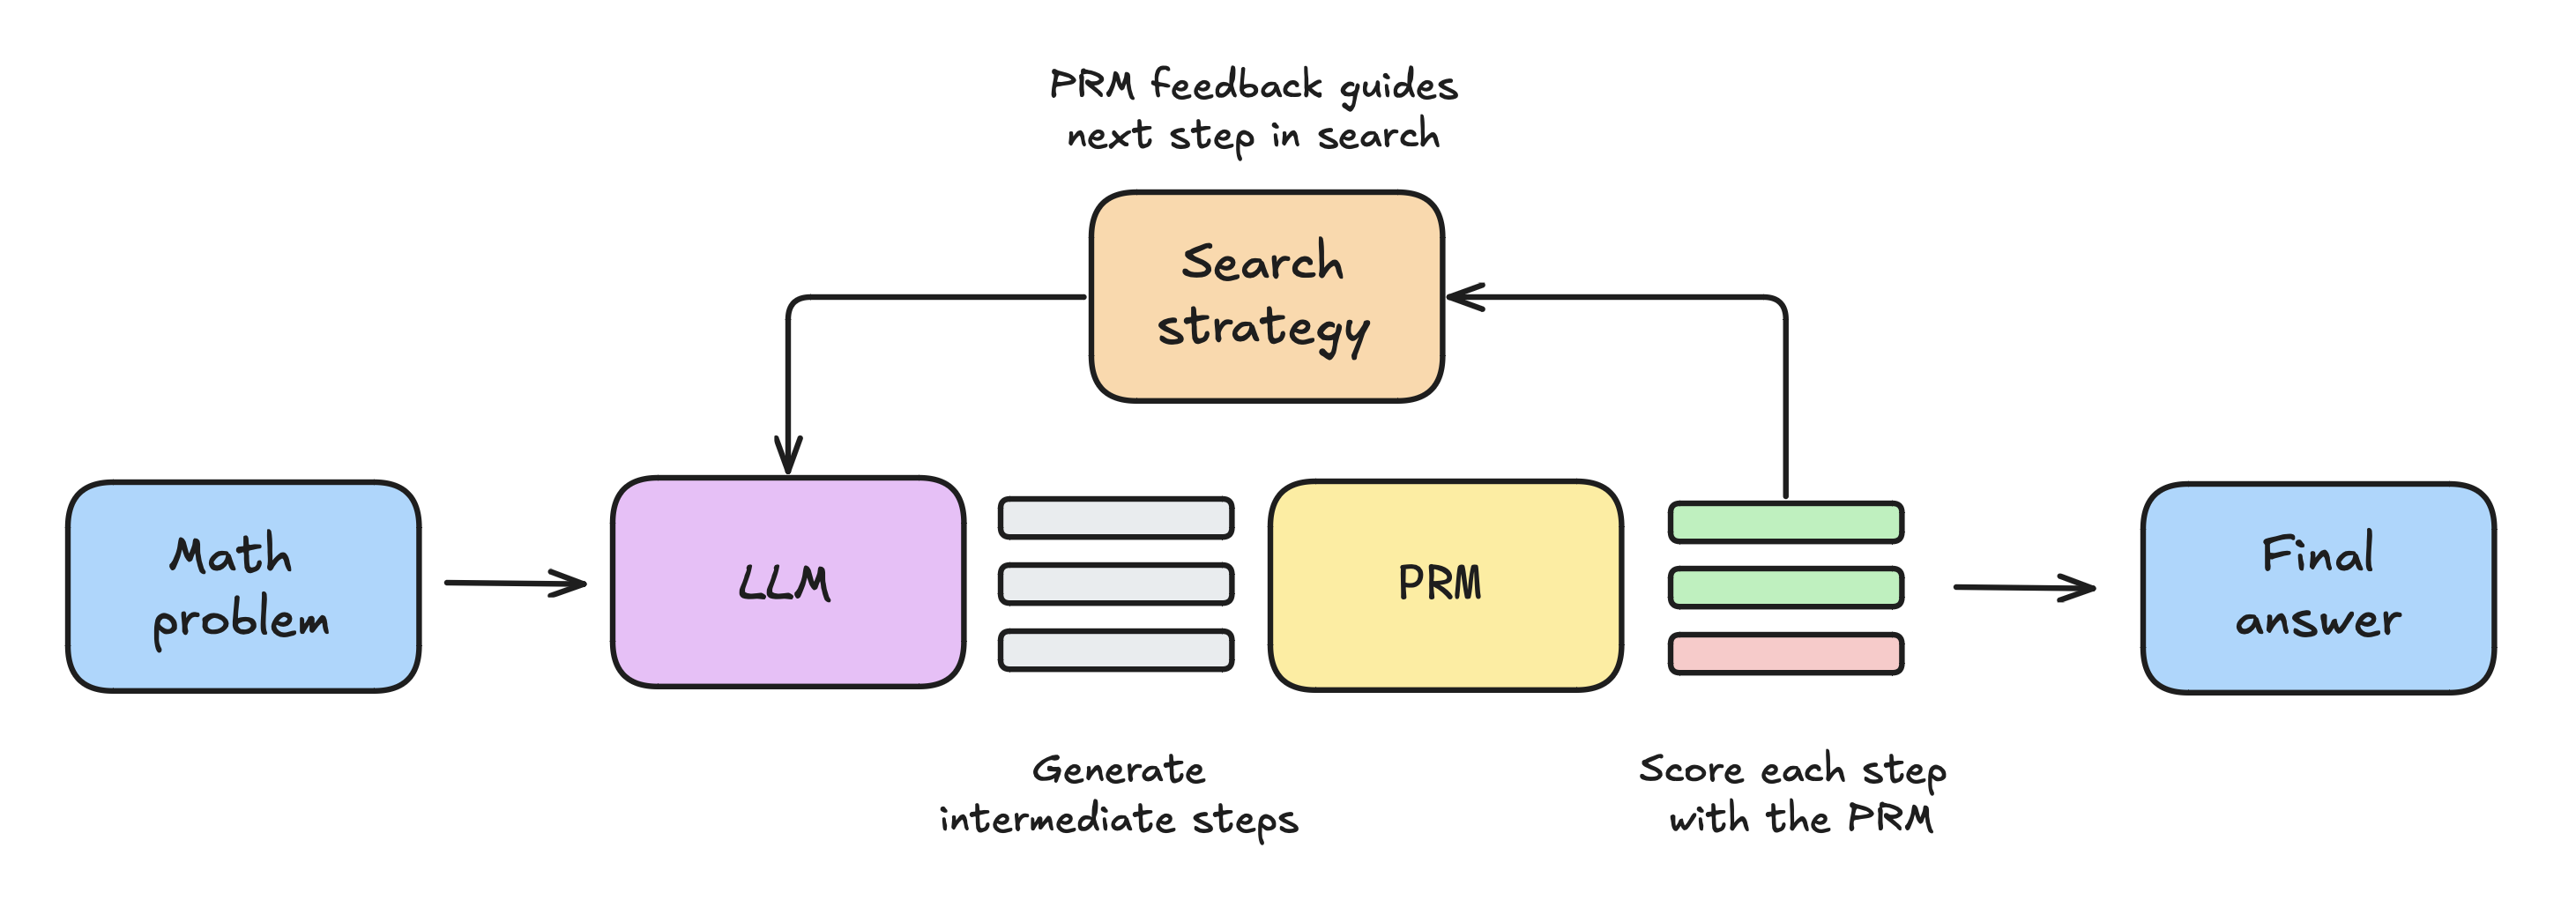 PRM feedback guides
next step in search
Search
strategy
Math
problem
LLM
PRM
Final
answer
Generate
intermediate steps
Score each step
with the PRM